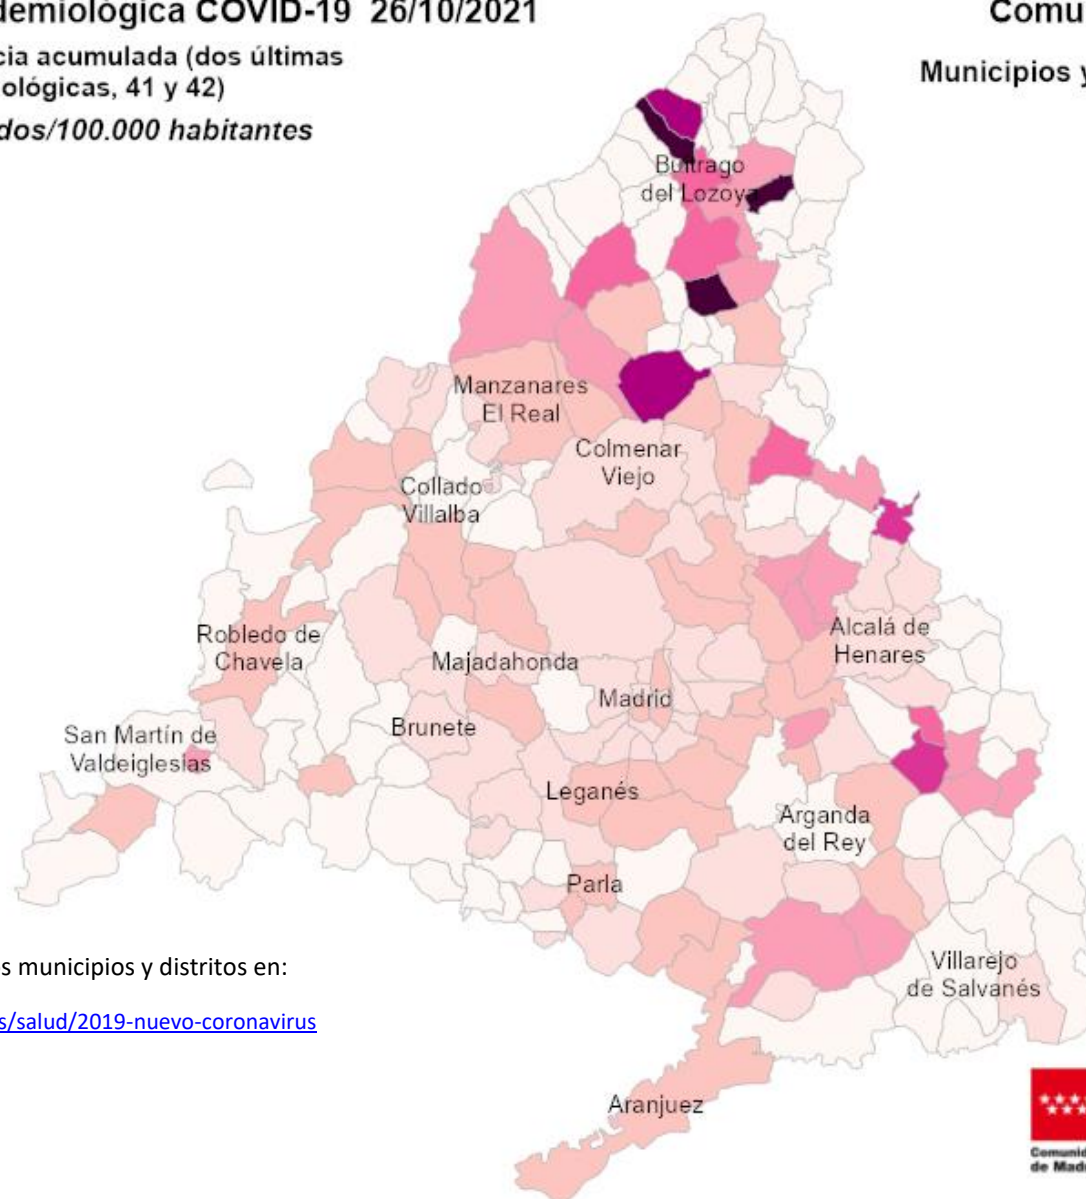 demiológica COVID-19 26/10/2021
Comu
cia acumulada (dos últimas
ológicas, 41 y 42)
Municipios y
dos/100.000 habitantes
Buitrago
del Lozoya
Manzanares
El Real
Colmenar
Viejo
Collado
Villalba
Robledo de
Chavela
Alcalá de
Henares
Majadahonda
Madrid
San Martín de
Valdeiglesias
Brunete
Leganés
Arganda
del Rey
Parla
Villarejo
de Salvanés
s municipios y distritos en:
s/salud/2019-nuevo-coronavirus
Aranjuez
Comunid
de Madr